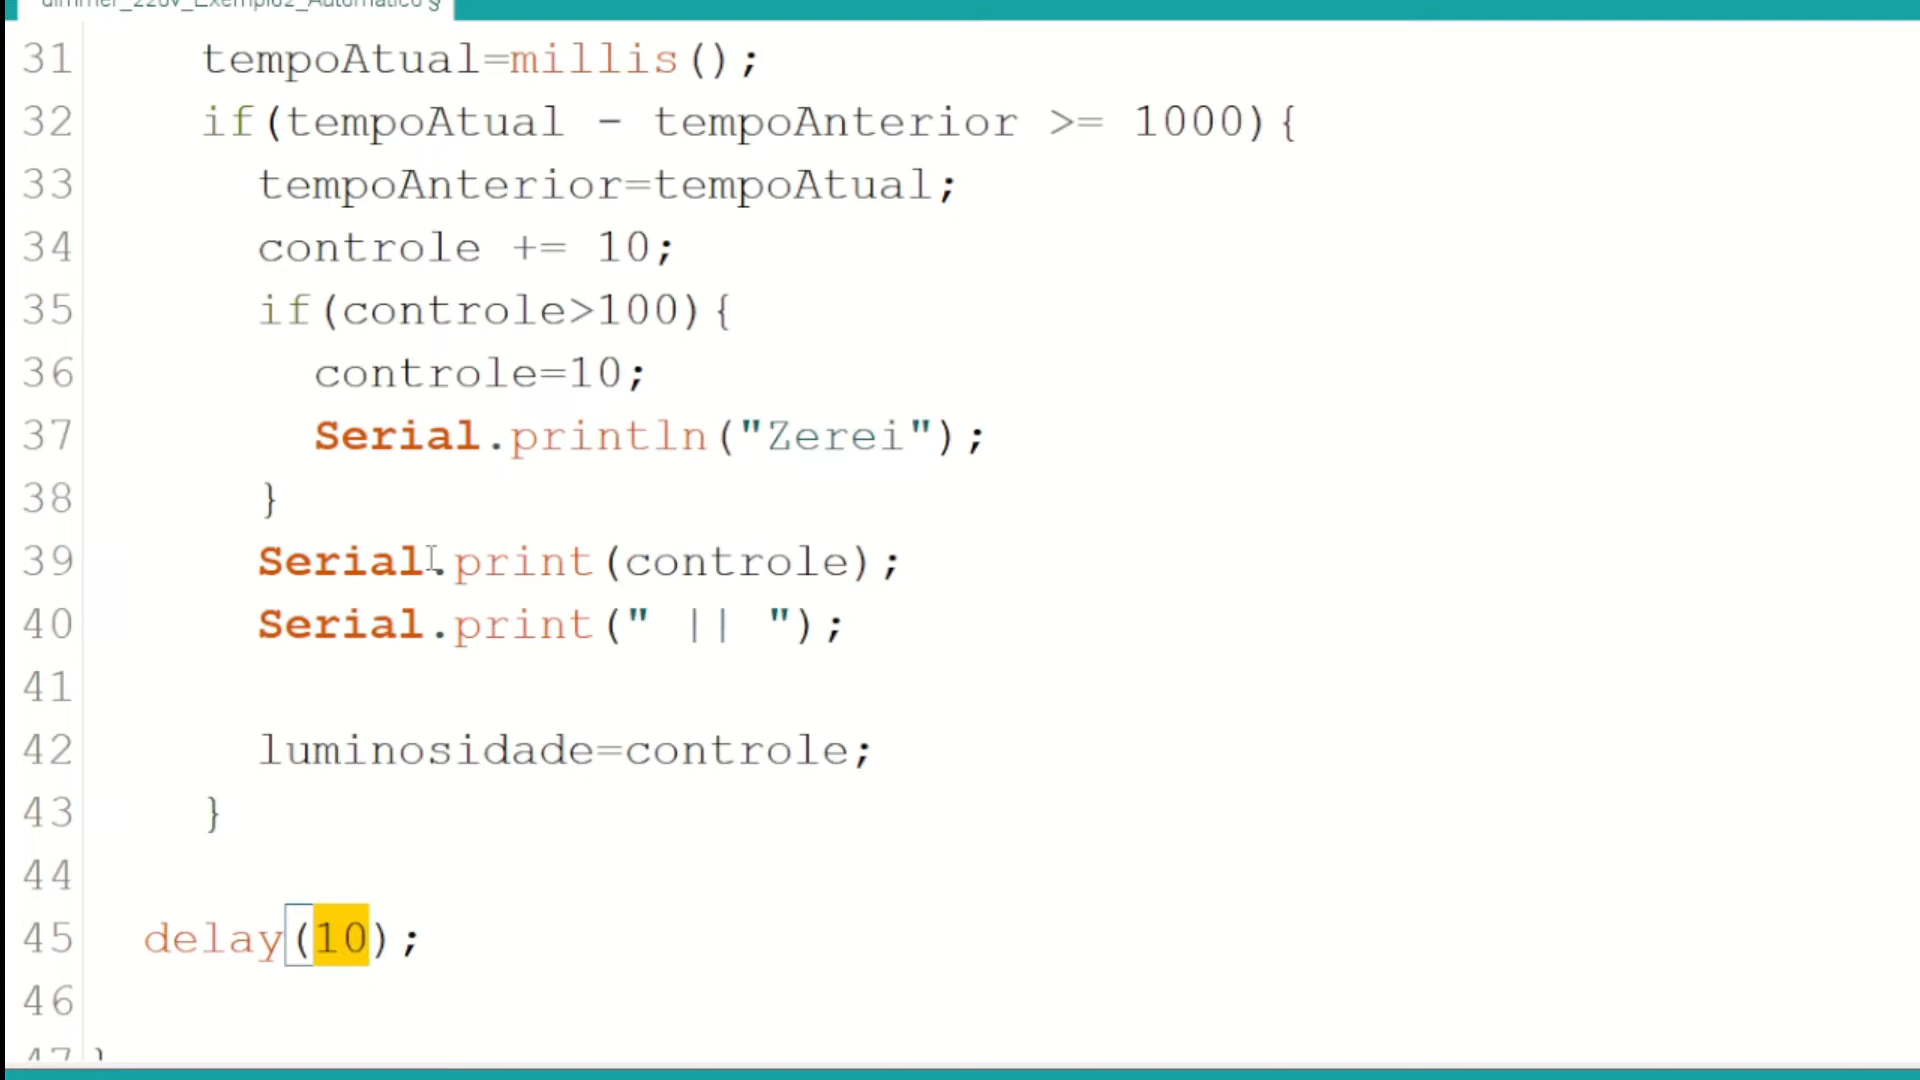 dimmer_220v_Exemplo2_Automatico §
31 tempoAtual=millis();
32 if(tempoAtual - tempoAnterior >= 1000){
33 tempoAnterior=tempoAtual;
34 controle += 10;
35 if(controle>100){
36 controle=10;
37 Serial.println("Zerei");
38 }
39 Serial.print(controle);
40 Serial.print(" || ");
41
42 luminosidade=controle;
43 }
44
45 delay(10);
46
47 }